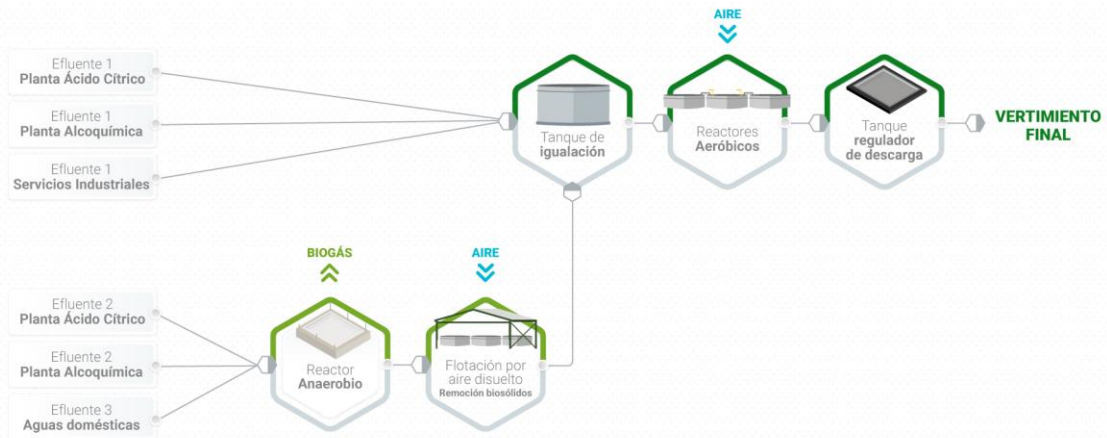 AIRE
Efluente 1
Planta Ácido Cítrico
Efluente 1
Planta Alcoquímica
Efluente 1
Servicios Industriales
Tanque de
igualación
Reactores
Aeróbicos
Tanque
regulador
de descarga
VERTIMIENTO
FINAL
BIOGÁS
AIRE
Efluente 2
Planta Ácido Cítrico
Efluente 2
Planta Alcoquímica
Efluente 3
Aguas domésticas
Reactor
Anaerobio
Flotación por
aire disuelto
Remoción biosólidos